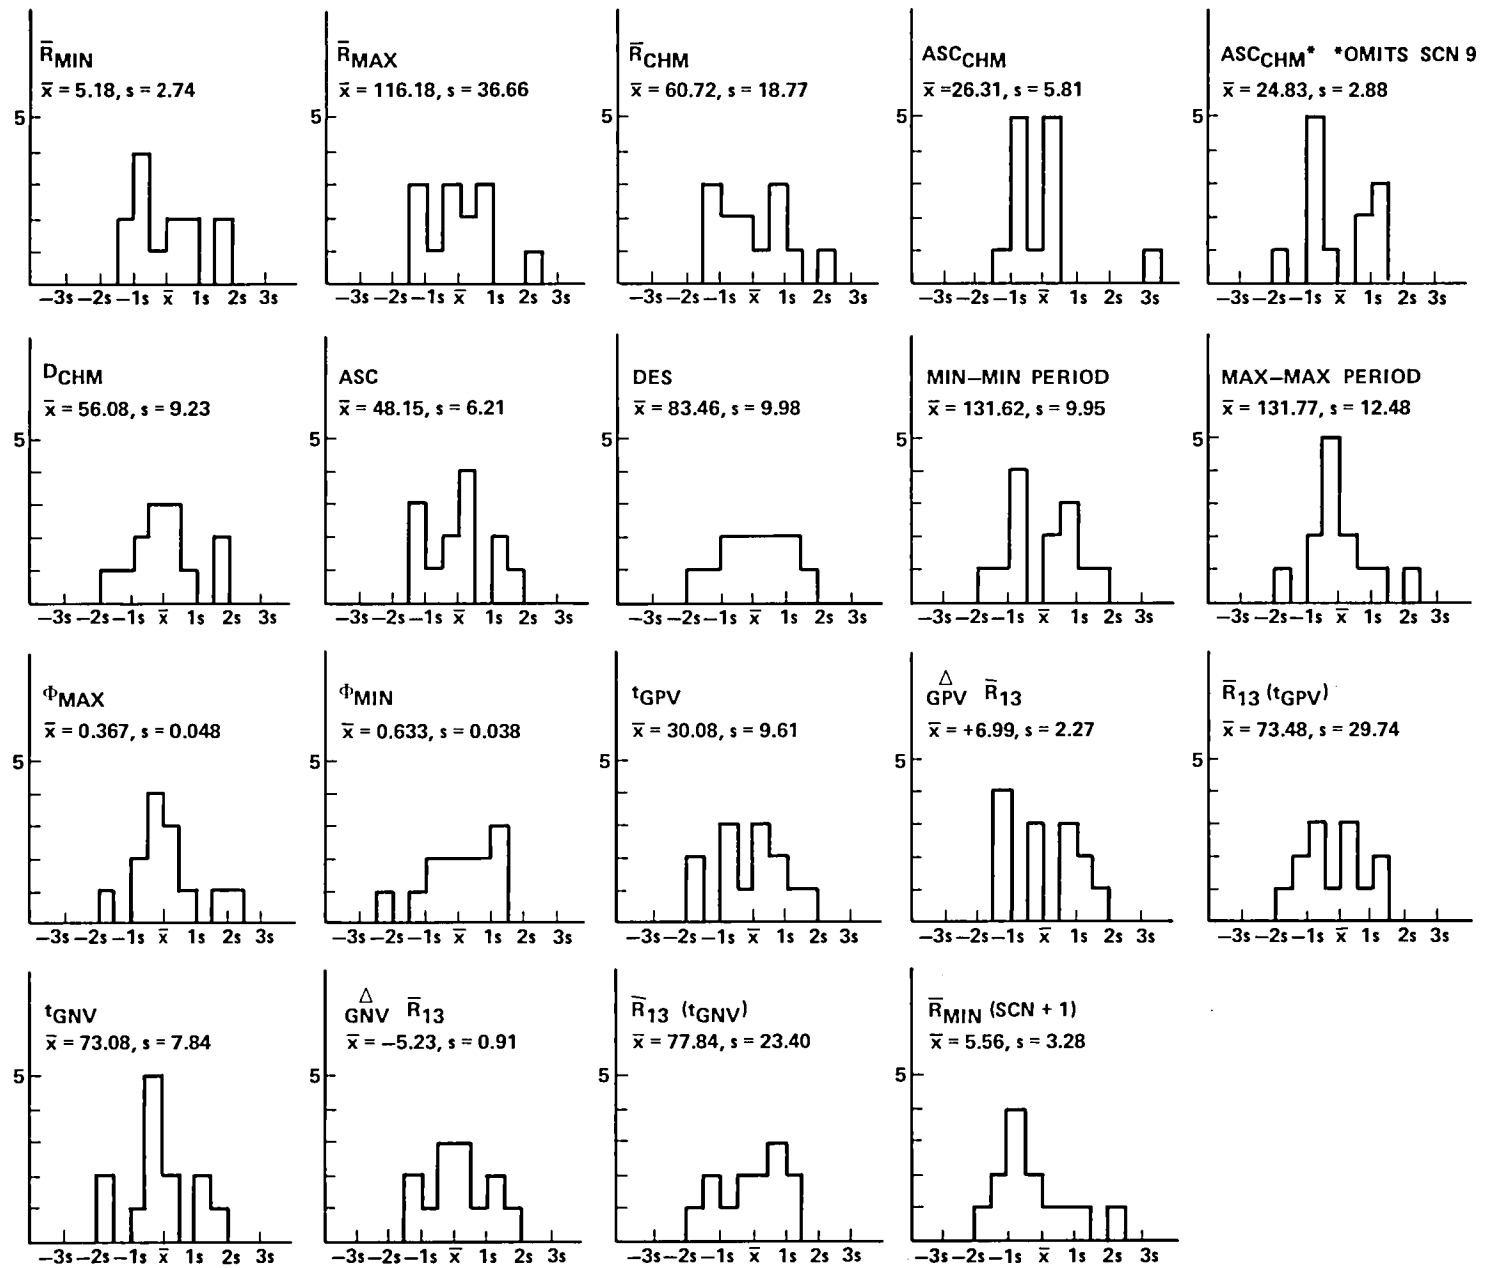 R̄MIN
x̄ = 5.18, s = 2.74
5
–3s –2s –1s x̄ 1s 2s 3s
R̄MAX
x̄ = 116.18, s = 36.66
5
–3s –2s –1s x̄ 1s 2s 3s
R̄CHM
x̄ = 60.72, s = 18.77
5
–3s –2s –1s x̄ 1s 2s 3s
ASCCHM
x̄ =26.31, s = 5.81
5
–3s –2s –1s x̄ 1s 2s 3s
ASCCHM* *OMITS SCN 9
x̄ = 24.83, s = 2.88
5
–3s –2s –1s x̄ 1s 2s 3s
DCHM
x̄ = 56.08, s = 9.23
5
–3s –2s –1s x̄ 1s 2s 3s
ASC
x̄ = 48.15, s = 6.21
5
–3s –2s –1s x̄ 1s 2s 3s
DES
x̄ = 83.46, s = 9.98
5
–3s –2s –1s x̄ 1s 2s 3s
MIN–MIN PERIOD
x̄ = 131.62, s = 9.95
5
–3s –2s –1s x̄ 1s 2s 3s
MAX–MAX PERIOD
x̄ = 131.77, s = 12.48
5
–3s –2s –1s x̄ 1s 2s 3s
ΦMAX
x̄ = 0.367, s = 0.048
5
–3s –2s –1s x̄ 1s 2s 3s
ΦMIN
x̄ = 0.633, s = 0.038
5
–3s –2s –1s x̄ 1s 2s 3s
tGPV
x̄ = 30.08, s = 9.61
5
–3s –2s –1s x̄ 1s 2s 3s
Δ
GPV R̄13
x̄ = +6.99, s = 2.27
5
–3s –2s –1s x̄ 1s 2s 3s
R̄13 (tGPV)
x̄ = 73.48, s = 29.74
5
–3s –2s –1s x̄ 1s 2s 3s
tGNV
x̄ = 73.08, s = 7.84
5
–3s –2s –1s x̄ 1s 2s 3s
Δ
GNV R̄13
x̄ = –5.23, s = 0.91
5
–3s –2s –1s x̄ 1s 2s 3s
R̄13 (tGNV)
x̄ = 77.84, s = 23.40
5
–3s –2s –1s x̄ 1s 2s 3s
R̄MIN (SCN + 1)
x̄ = 5.56, s = 3.28
5
–3s –2s –1s x̄ 1s 2s 3s